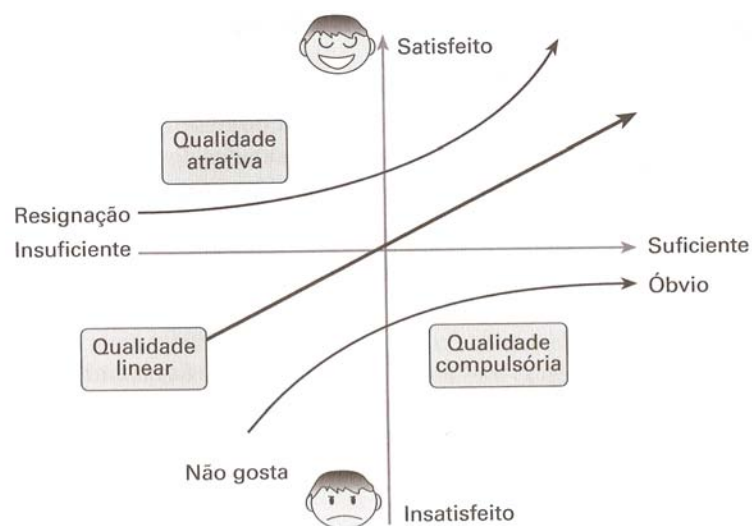 Satisfeito
Qualidade
atrativa
Resignação
Insuficiente
Suficiente
Óbvio
Qualidade
linear
Qualidade
compulsória
Não gosta
Insatisfeito